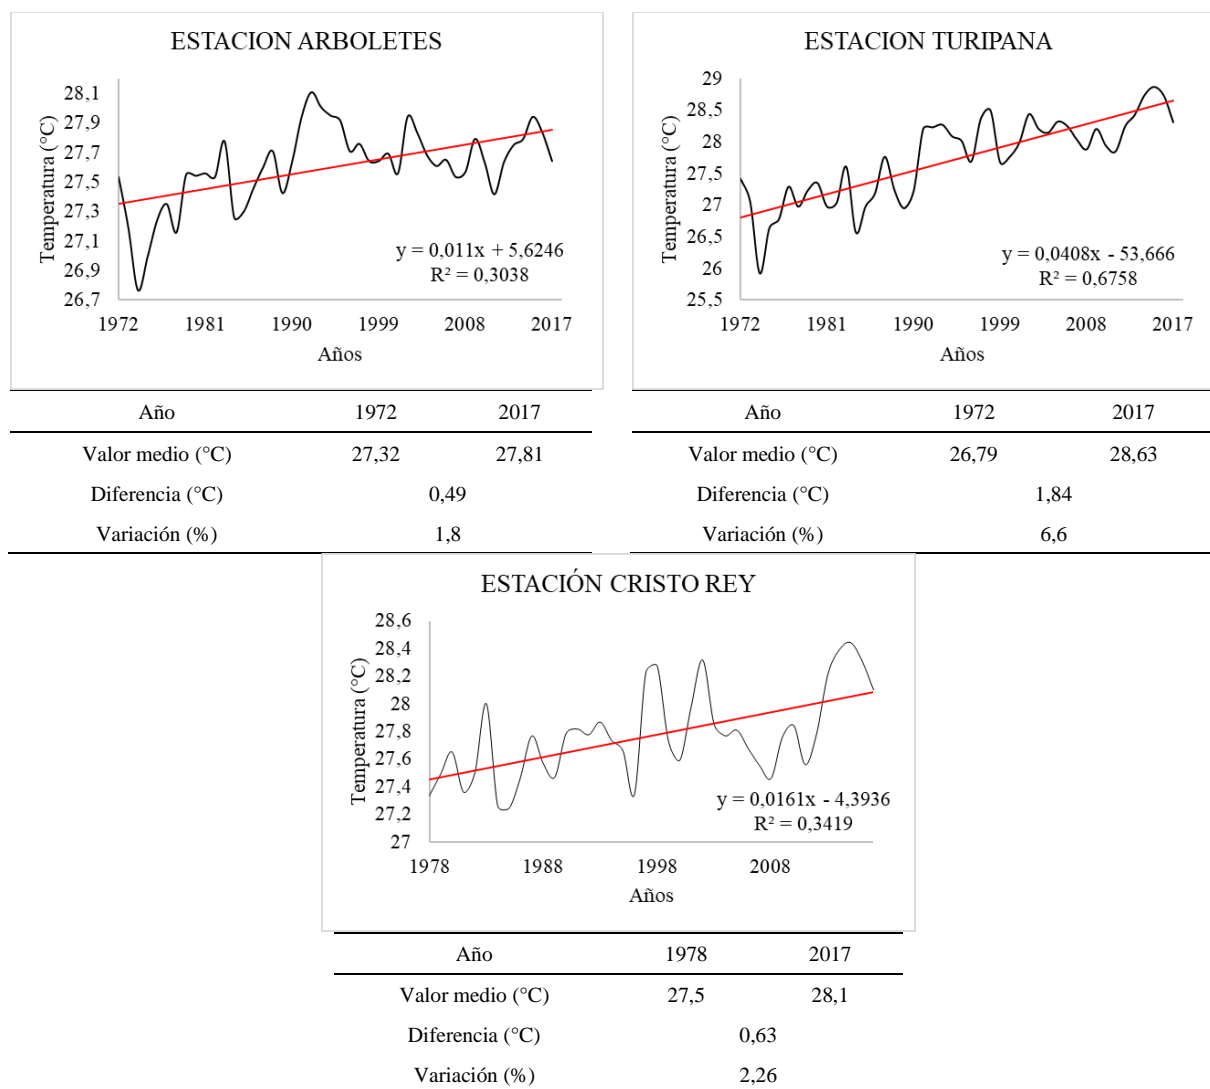 ESTACION ARBOLETES
Temperatura (°C)
28,1
27,9
27,7
27,5
27,3
27,1
26,9
26,7
y = 0,011x + 5,6246
R² = 0,3038
1972 1981 1990 1999 2008 2017
Años
Año 1972 2017
Valor medio (°C) 27,32 27,81
Diferencia (°C) 0,49
Variación (%) 1,8
ESTACION TURIPANA
Temperatura (°C)
29
28,5
28
27,5
27
26,5
26
25,5
y = 0,0408x - 53,666
R² = 0,6758
1972 1981 1990 1999 2008 2017
Años
Año 1972 2017
Valor medio (°C) 26,79 28,63
Diferencia (°C) 1,84
Variación (%) 6,6
ESTACIÓN CRISTO REY
Temperatura (°C)
28,6
28,4
28,2
28
27,8
27,6
27,4
27,2
27
y = 0,0161x - 4,3936
R² = 0,3419
1978 1988 1998 2008
Años
Año 1978 2017
Valor medio (°C) 27,5 28,1
Diferencia (°C) 0,63
Variación (%) 2,26